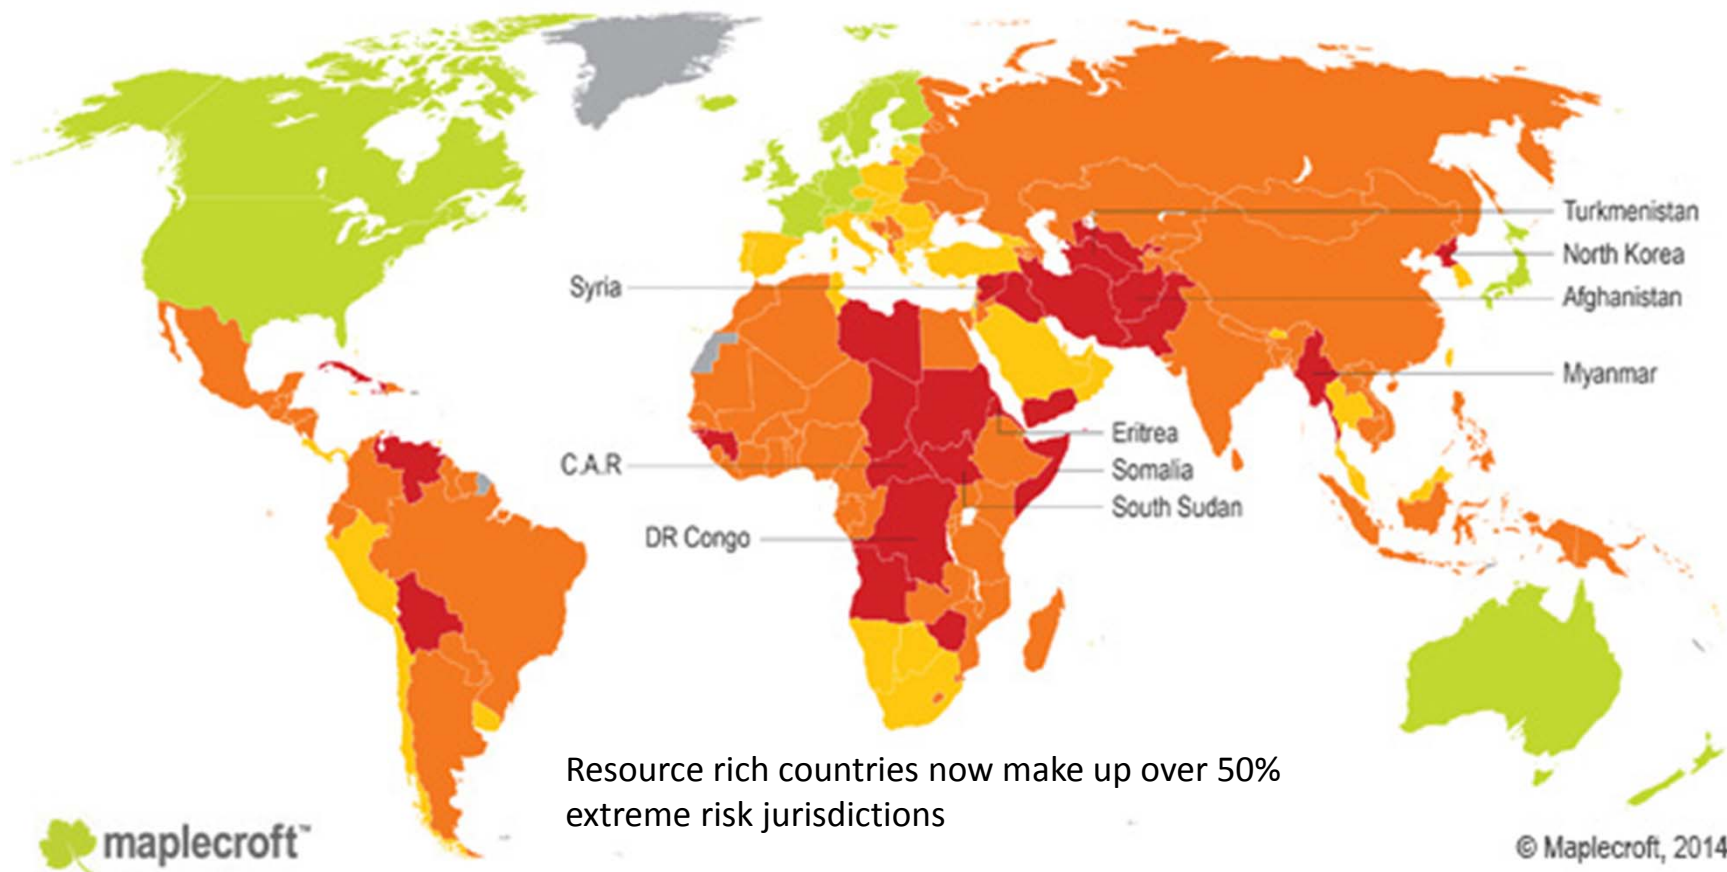 Turkmenistan
North Korea
Afghanistan
Syria
Myanmar
Eritrea
C.A.R
Somalia
South Sudan
DR Congo
Resource rich countries now make up over 50%
extreme risk jurisdictions
maplecroft™
© Maplecroft, 2014